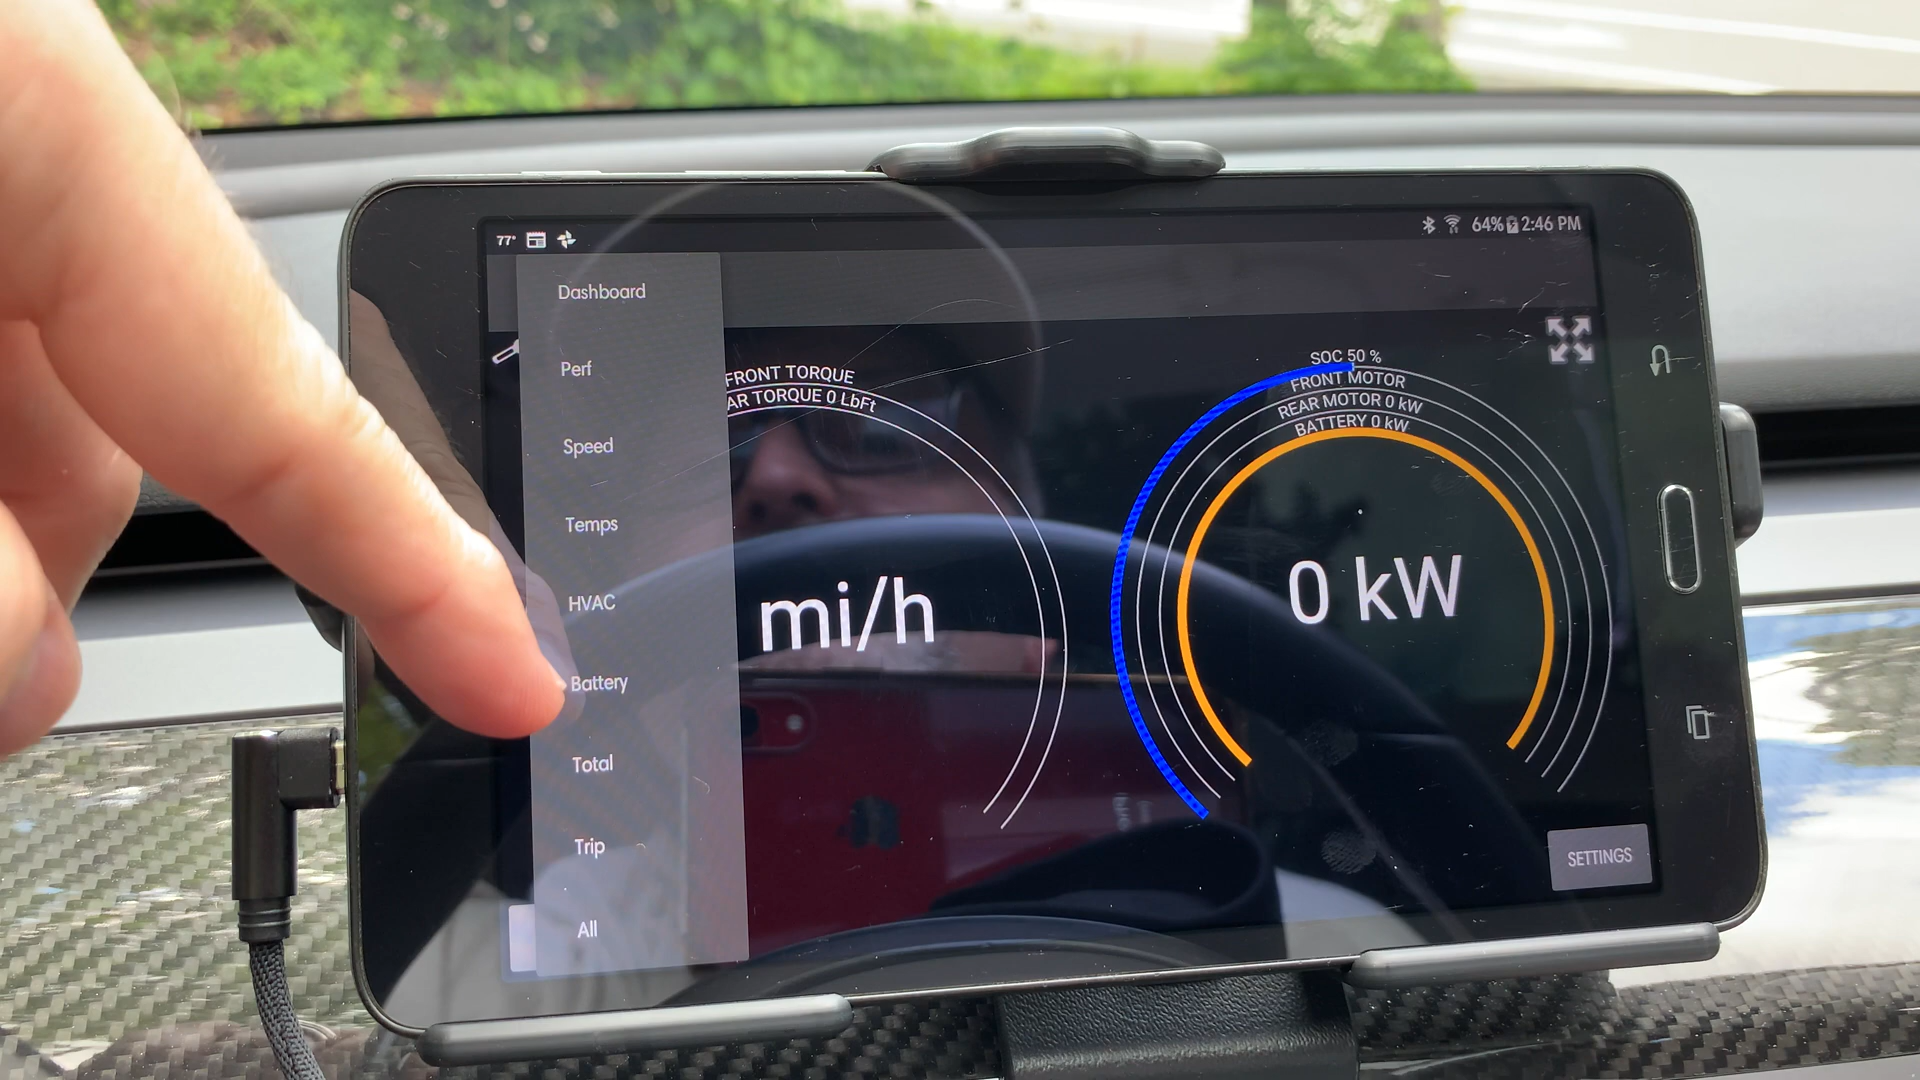 77°
64% 2:46 PM
Dashboard
Perf
Speed
Temps
HVAC
Battery
Total
Trip
All
FRONT TORQUE
AR TORQUE 0 LbFt
mi/h
SOC 50 %
FRONT MOTOR
REAR MOTOR 0 kW
BATTERY 0 kW
0 kW
SETTINGS